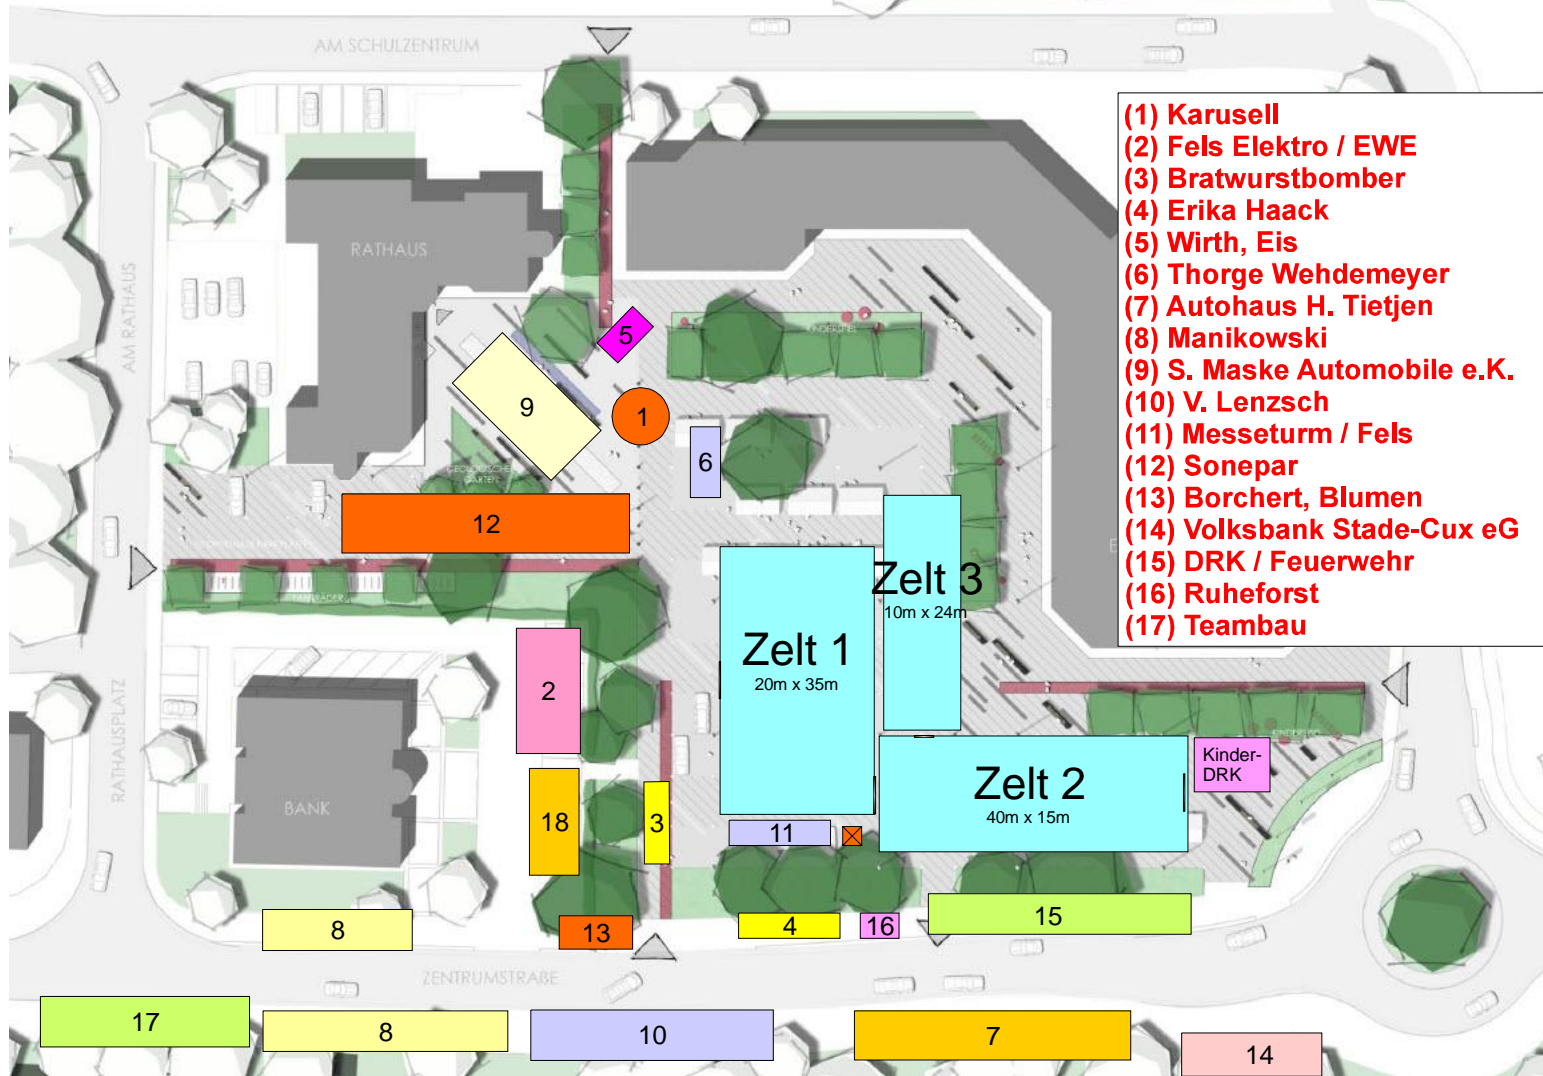 AM SCHULZENTRUM
(1) Karusell
(2) Fels Elektro / EWE
(3) Bratwurstbomber
(4) Erika Haack
(5) Wirth, Eis
(6) Thorge Wehdemeyer
(7) Autohaus H. Tietjen
(8) Manikowski
(9) S. Maske Automobile e.K.
(10) V. Lenzsch
(11) Messeturm / Fels
(12) Sonepar
(13) Borchert, Blumen
(14) Volksbank Stade-Cux eG
(15) DRK / Feuerwehr
(16) Ruheforst
(17) Teambau
RATHAUS
AM RATHAUS
5
9
1
6
GEOLOGISCHER
GARTEN
12
Zelt 3
10m x 24m
Zelt 1
20m x 35m
2
RATHAUSPLATZ
BANK
Kinder-
DRK
Zelt 2
40m x 15m
18
3
11
8
13
4
16
15
ZENTRUMSTRAßE
17
8
10
7
14